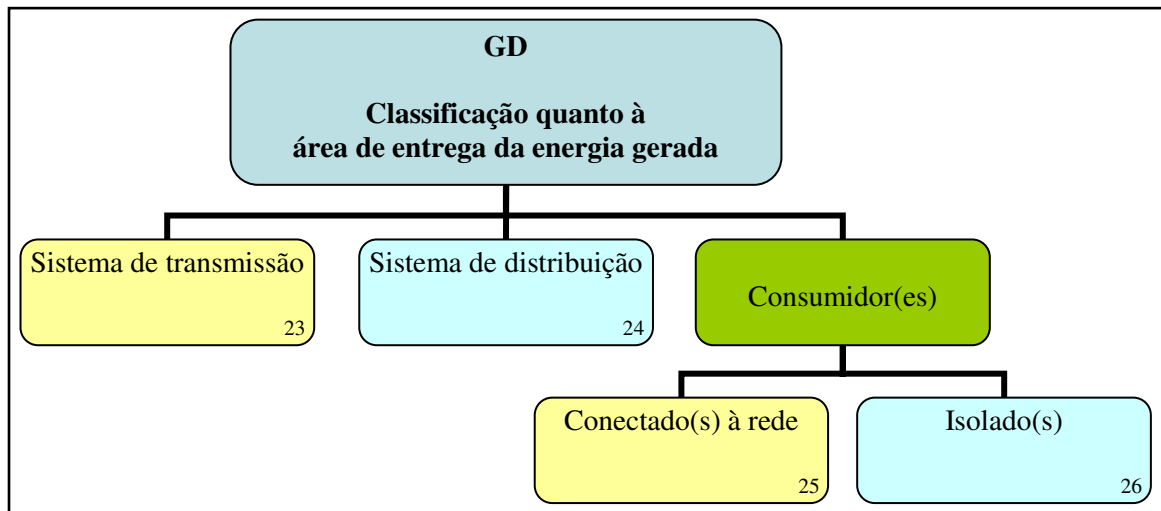 GD
Classificação quanto à
área de entrega da energia gerada
Sistema de transmissão
23
Sistema de distribuição
24
Consumidor(es)
Conectado(s) à rede
25
Isolado(s)
26